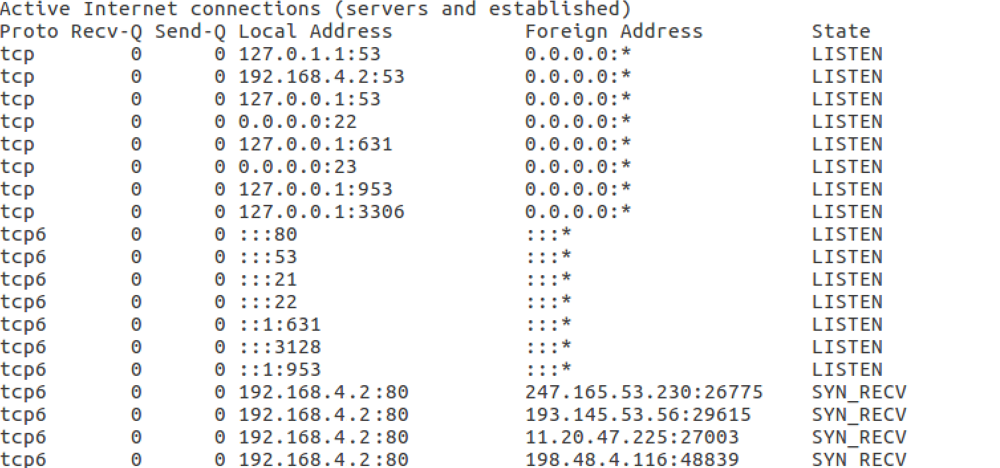 Active Internet connections (servers and established)
Proto Recv-Q Send-Q Local Address           Foreign Address         State
tcp        0      0 127.0.1.1:53            0.0.0.0:*               LISTEN
tcp        0      0 192.168.4.2:53          0.0.0.0:*               LISTEN
tcp        0      0 127.0.0.1:53            0.0.0.0:*               LISTEN
tcp        0      0 0.0.0.0:22              0.0.0.0:*               LISTEN
tcp        0      0 127.0.0.1:631           0.0.0.0:*               LISTEN
tcp        0      0 0.0.0.0:23              0.0.0.0:*               LISTEN
tcp        0      0 127.0.0.1:953           0.0.0.0:*               LISTEN
tcp        0      0 127.0.0.1:3306          0.0.0.0:*               LISTEN
tcp6       0      0 :::80                   :::*                    LISTEN
tcp6       0      0 :::53                   :::*                    LISTEN
tcp6       0      0 :::21                   :::*                    LISTEN
tcp6       0      0 :::22                   :::*                    LISTEN
tcp6       0      0 ::1:631                 :::*                    LISTEN
tcp6       0      0 :::3128                 :::*                    LISTEN
tcp6       0      0 ::1:953                 :::*                    LISTEN
tcp6       0      0 192.168.4.2:80          247.165.53.230:26775    SYN_RECV
tcp6       0      0 192.168.4.2:80          193.145.53.56:29615     SYN_RECV
tcp6       0      0 192.168.4.2:80          11.20.47.225:27003      SYN_RECV
tcp6       0      0 192.168.4.2:80          198.48.4.116:48839      SYN_RECV